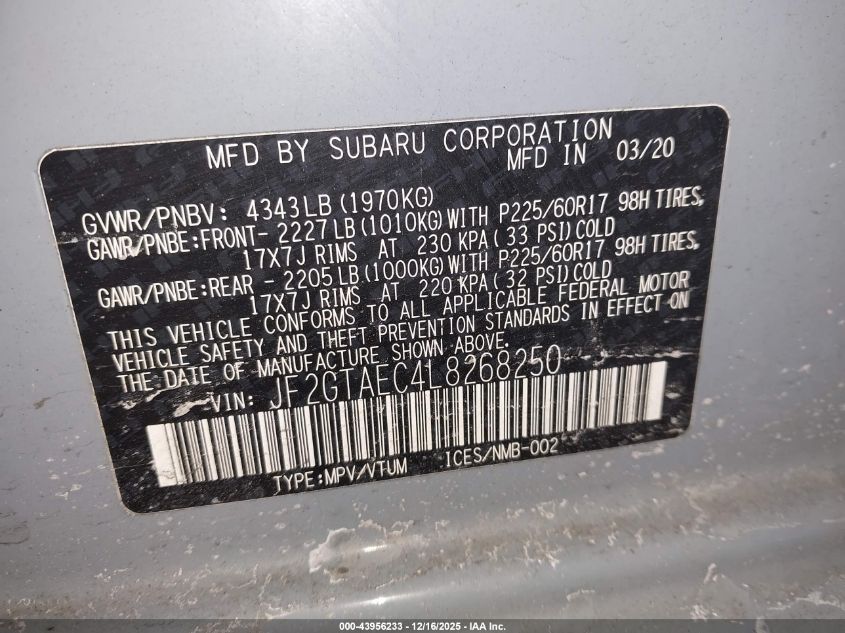 MFD BY SUBARU CORPORATION
MFD IN 03/20
GVWR/PNBV: 4343LB(1970KG)
GAWR/PNBE:FRONT- 2227LB(1010KG)WITH P225/60R17 98H TIRES,
17X7J RIMS AT 230 KPA(33 PSI)COLD
GAWR/PNBE:REAR - 2205LB(1000KG)WITH P225/60R17 98H TIRES,
17X7J RIMS AT 220 KPA(32 PSI)COLD
THIS VEHICLE CONFORMS TO ALL APPLICABLE FEDERAL MOTOR
VEHICLE SAFETY AND THEFT PREVENTION STANDARDS IN EFFECT ON
THE DATE OF MANUFACTURE SHOWN ABOVE.
VIN: JF2GTAEC4L8268250
TYPE:MPV/VTUM ICES/NMB-002
000-43956233 - 12/16/2025 - IAA Inc.